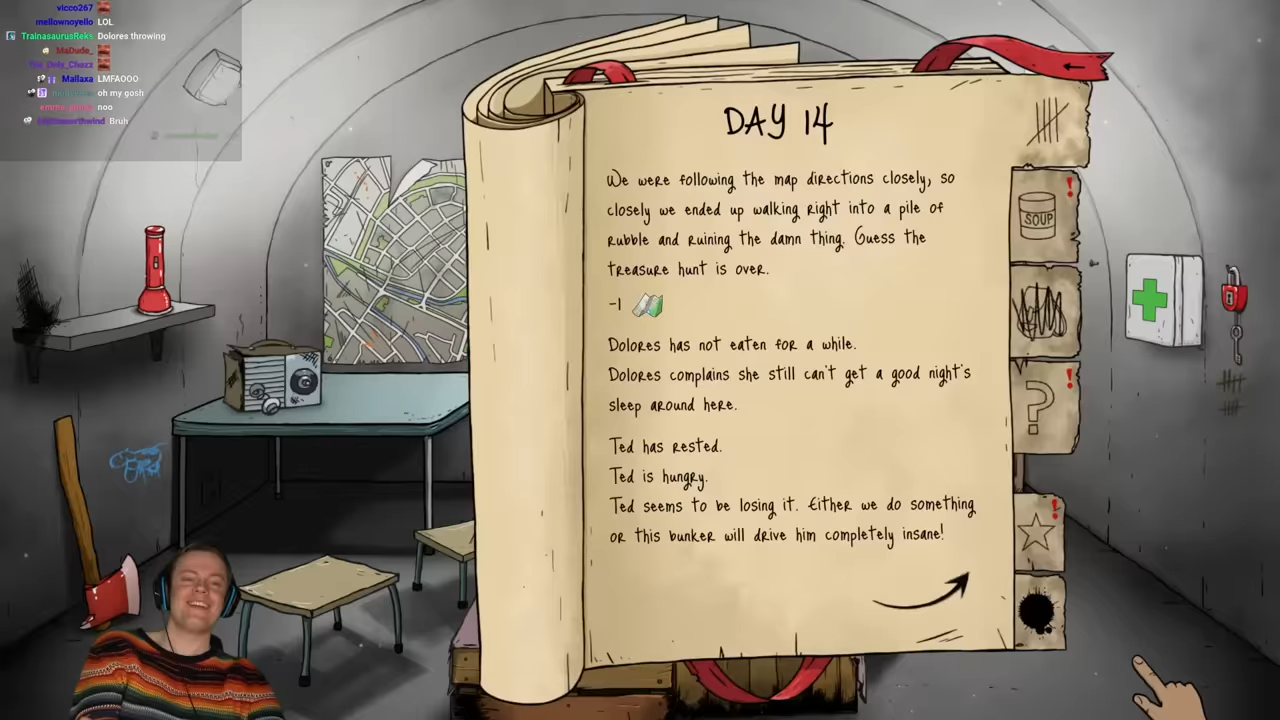 vicco267
mellownoyello LOL
TrainasaurusReks Dolores throwing
MaDude_
The_Only_Chazz
Mallaxa LMFAOOO
oh my gosh
noo
Bruh
DAY 14
We were following the map directions closely, so
closely we ended up walking right into a pile of
rubble and ruining the damn thing. Guess the
treasure hunt is over.
-1
Dolores has not eaten for a while.
Dolores complains she still can't get a good night's
sleep around here.
Ted has rested.
Ted is hungry.
Ted seems to be losing it. Either we do something
or this bunker will drive him completely insane!
!
SOUP
?
!
!